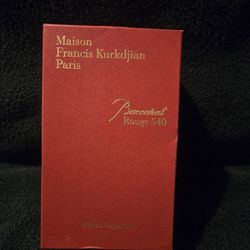 Maison
Francis Kurkdjian
Paris
Baccarat
Rouge 540